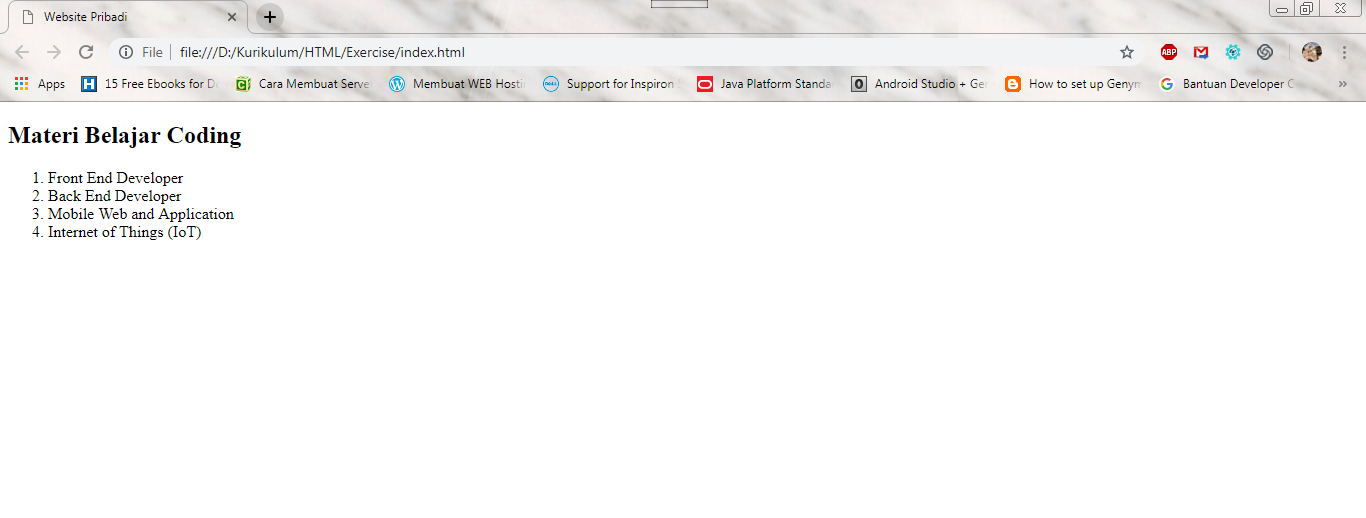 Website Pribadi
File file:///D:/Kurikulum/HTML/Exercise/index.html
ABP
Apps 15 Free Ebooks for D Cara Membuat Serve Membuat WEB Hosti Support for Inspiron Java Platform Standa Android Studio + Ge How to set up Genym Bantuan Developer C »
Materi Belajar Coding
1. Front End Developer
2. Back End Developer
3. Mobile Web and Application
4. Internet of Things (IoT)